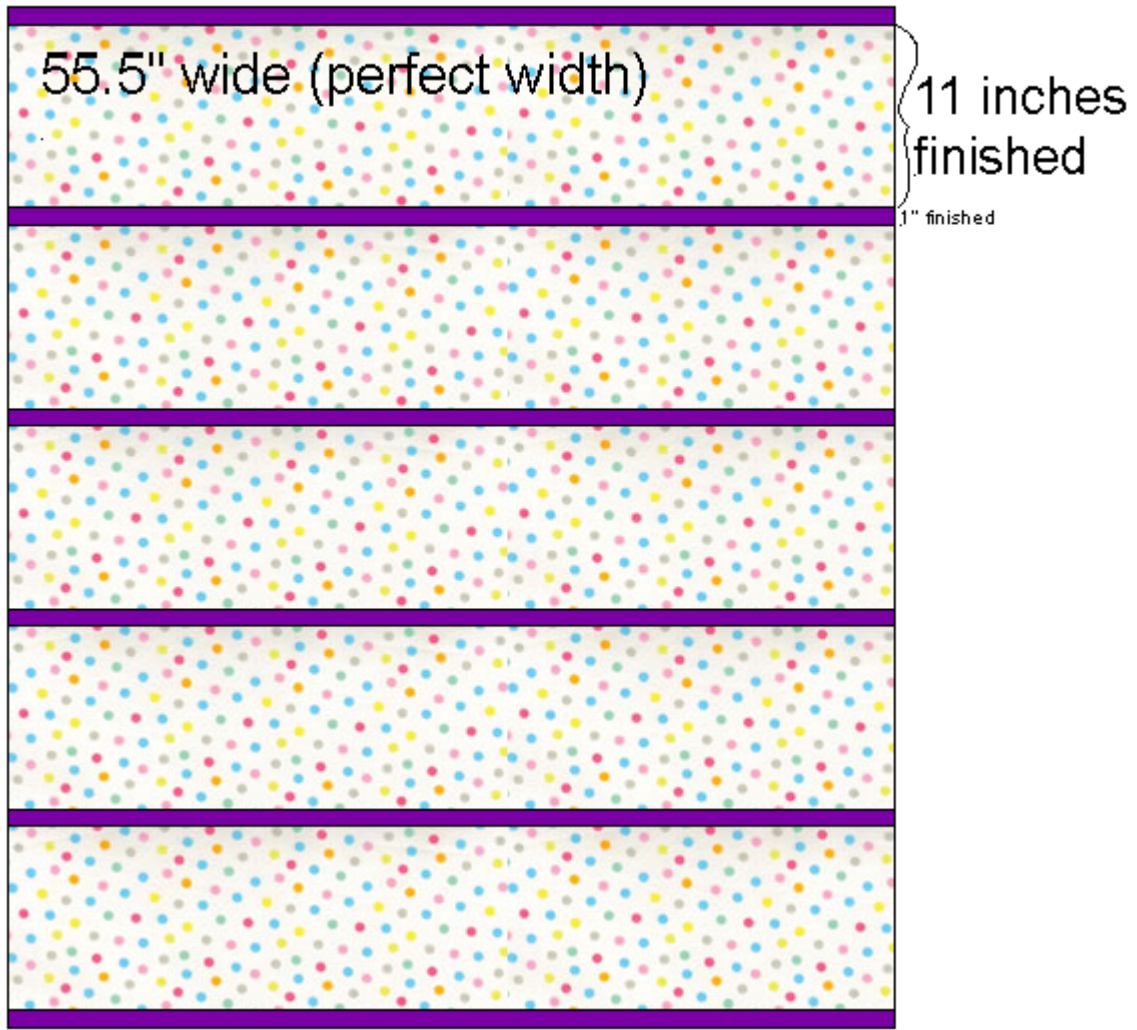 55.5" wide (perfect width)
11 inches
finished
1" finished